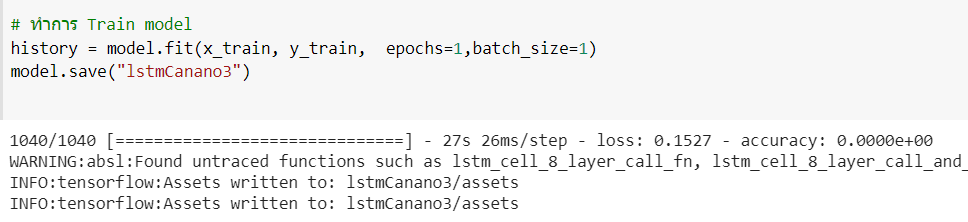 # ทำการ Train model
history = model.fit(x_train, y_train,  epochs=1,batch_size=1)
model.save("lstmCanano3")
1040/1040 [==============================] - 27s 26ms/step - loss: 0.1527 - accuracy: 0.0000e+00
WARNING:absl:Found untraced functions such as lstm_cell_8_layer_call_fn, lstm_cell_8_layer_call_and_
INFO:tensorflow:Assets written to: lstmCanano3/assets
INFO:tensorflow:Assets written to: lstmCanano3/assets